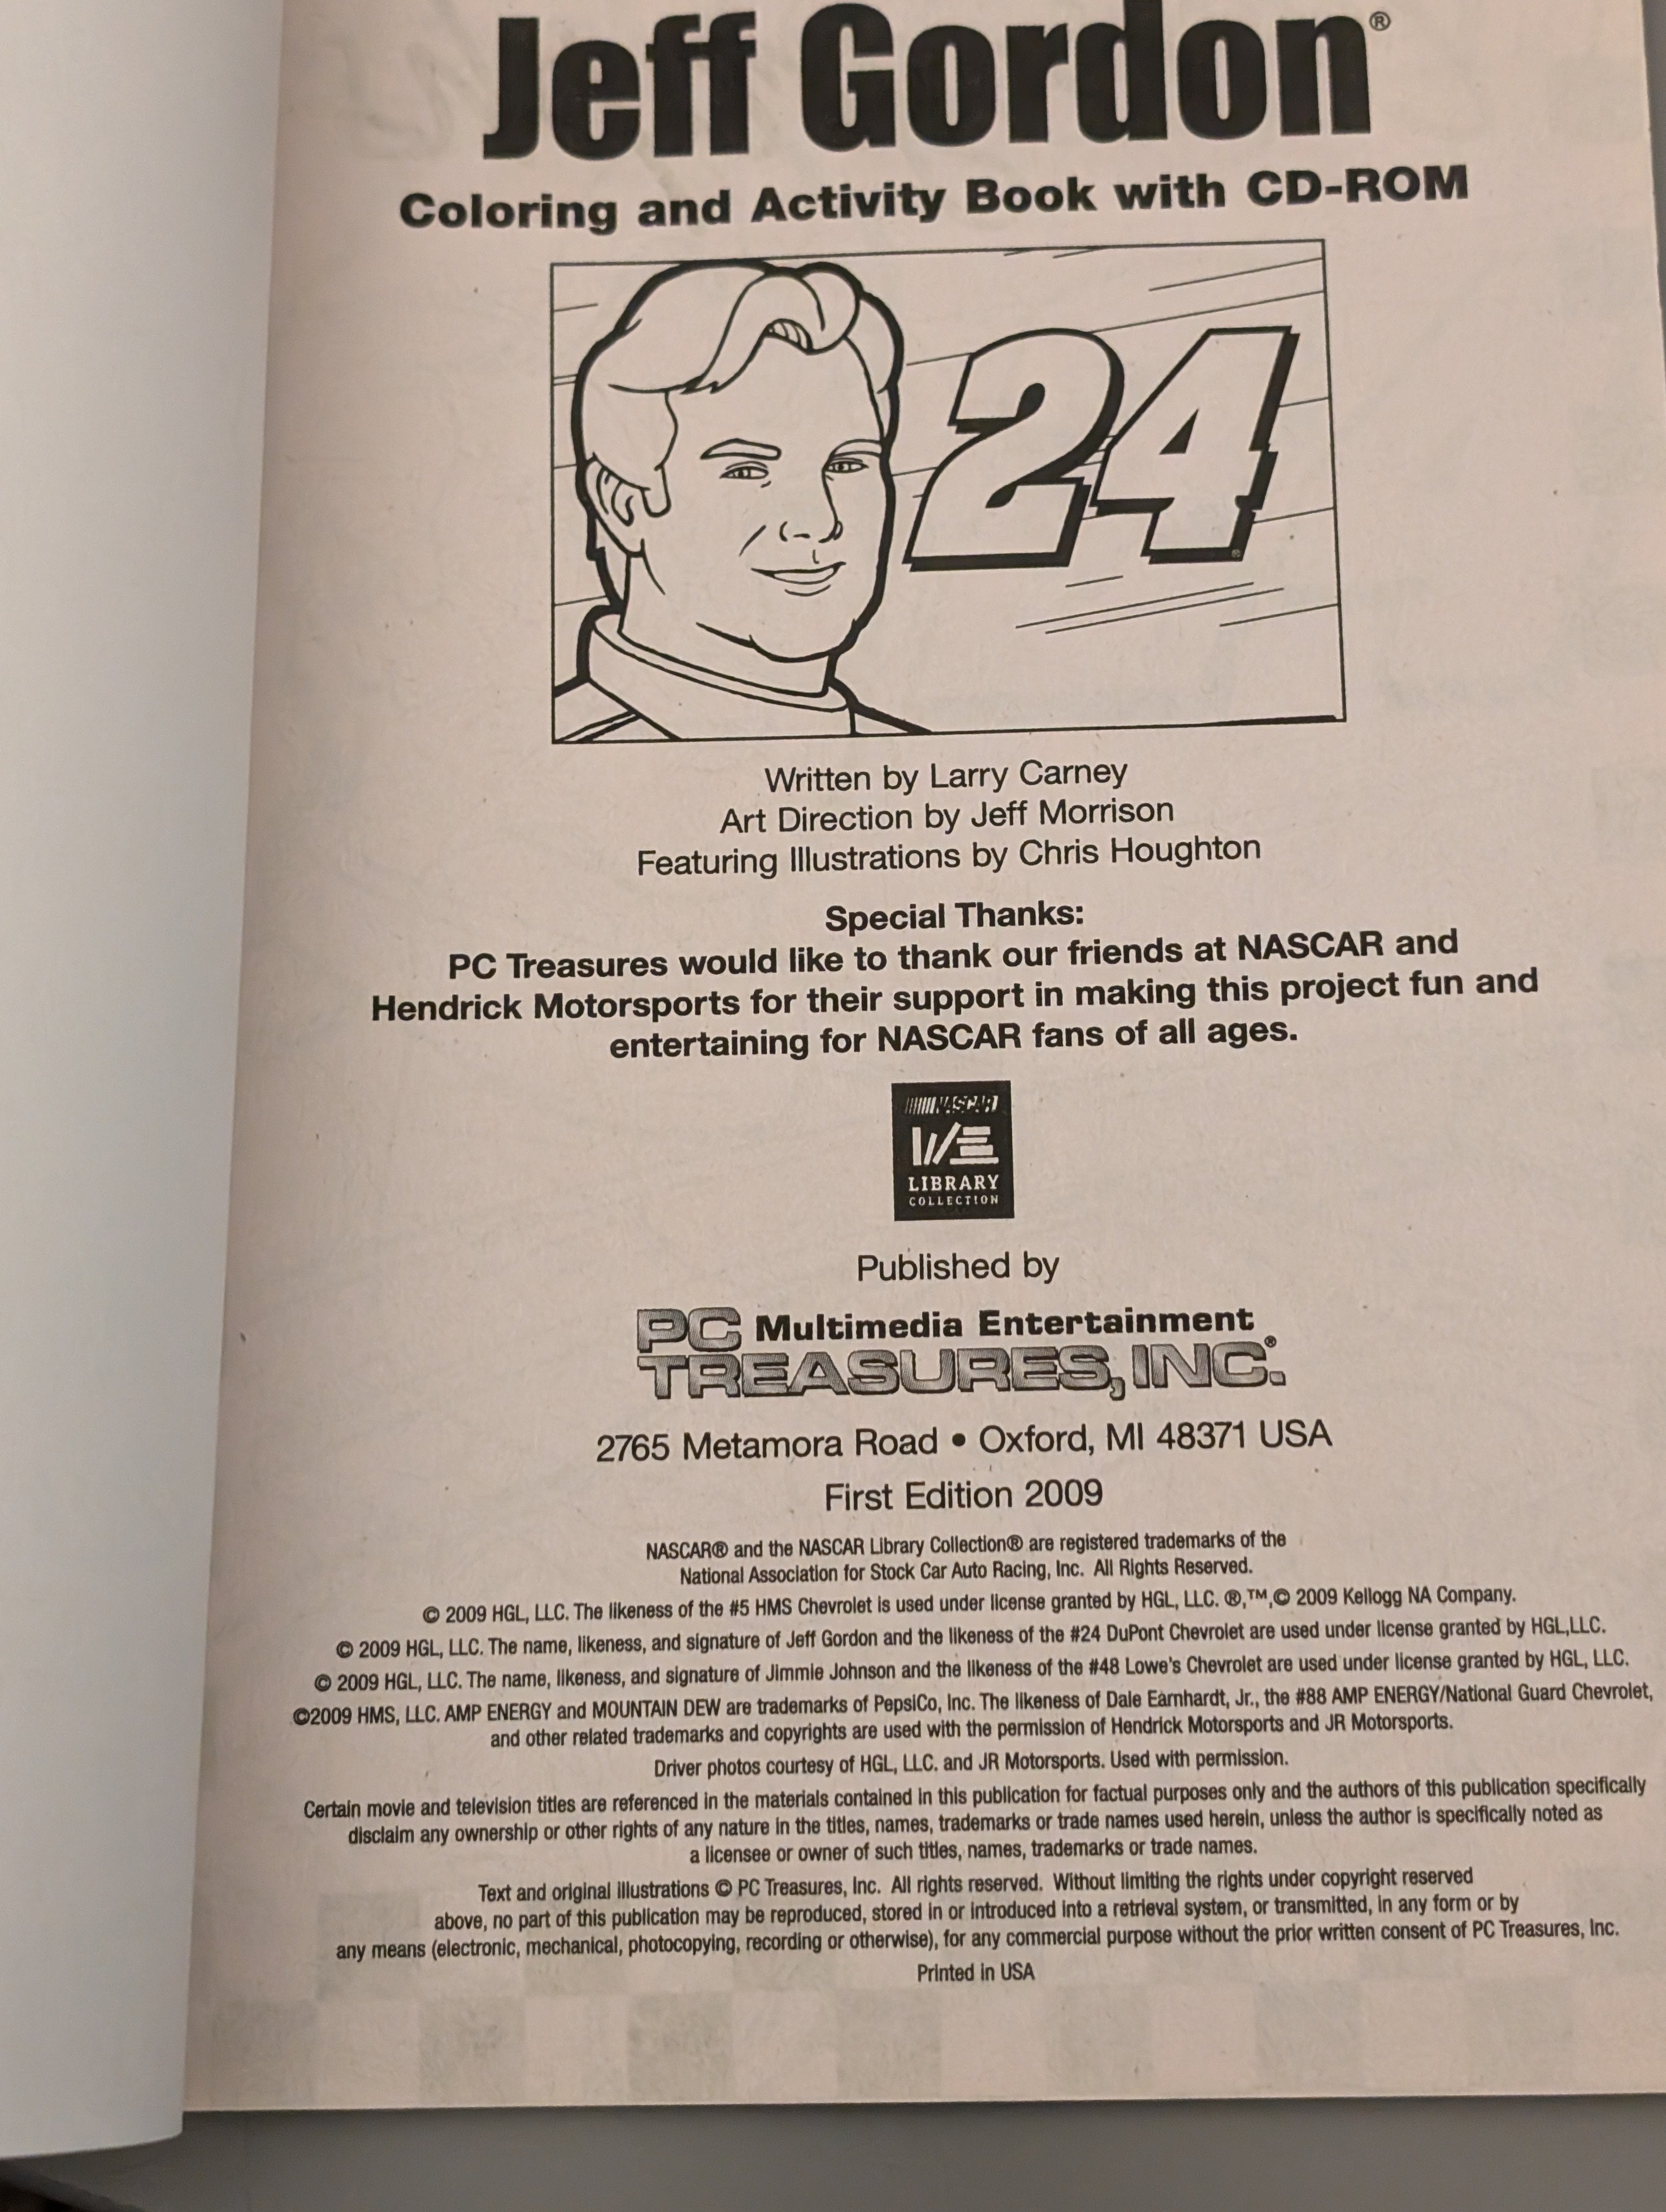 Jeff Gordon®
Coloring and Activity Book with CD-ROM
24
®
Written by Larry Carney
Art Direction by Jeff Morrison
Featuring Illustrations by Chris Houghton
Special Thanks:
PC Treasures would like to thank our friends at NASCAR and
Hendrick Motorsports for their support in making this project fun and
entertaining for NASCAR fans of all ages.
NASCAR
LIBRARY
COLLECTION
Published by
PC Multimedia Entertainment
TREASURES, INC.®
2765 Metamora Road • Oxford, MI 48371 USA
First Edition 2009
NASCAR® and the NASCAR Library Collection® are registered trademarks of the
National Association for Stock Car Auto Racing, Inc. All Rights Reserved.
© 2009 HGL, LLC. The likeness of the #5 HMS Chevrolet is used under license granted by HGL, LLC. ®,™,© 2009 Kellogg NA Company.
© 2009 HGL, LLC. The name, likeness, and signature of Jeff Gordon and the likeness of the #24 DuPont Chevrolet are used under license granted by HGL,LLC.
© 2009 HGL, LLC. The name, likeness, and signature of Jimmie Johnson and the likeness of the #48 Lowe's Chevrolet are used under license granted by HGL, LLC.
©2009 HMS, LLC. AMP ENERGY and MOUNTAIN DEW are trademarks of PepsiCo, Inc. The likeness of Dale Earnhardt, Jr., the #88 AMP ENERGY/National Guard Chevrolet,
and other related trademarks and copyrights are used with the permission of Hendrick Motorsports and JR Motorsports.
Driver photos courtesy of HGL, LLC. and JR Motorsports. Used with permission.
Certain movie and television titles are referenced in the materials contained in this publication for factual purposes only and the authors of this publication specifically
disclaim any ownership or other rights of any nature in the titles, names, trademarks or trade names used herein, unless the author is specifically noted as
a licensee or owner of such titles, names, trademarks or trade names.
Text and original illustrations © PC Treasures, Inc. All rights reserved. Without limiting the rights under copyright reserved
above, no part of this publication may be reproduced, stored in or introduced into a retrieval system, or transmitted, in any form or by
any means (electronic, mechanical, photocopying, recording or otherwise), for any commercial purpose without the prior written consent of PC Treasures, Inc.
Printed in USA